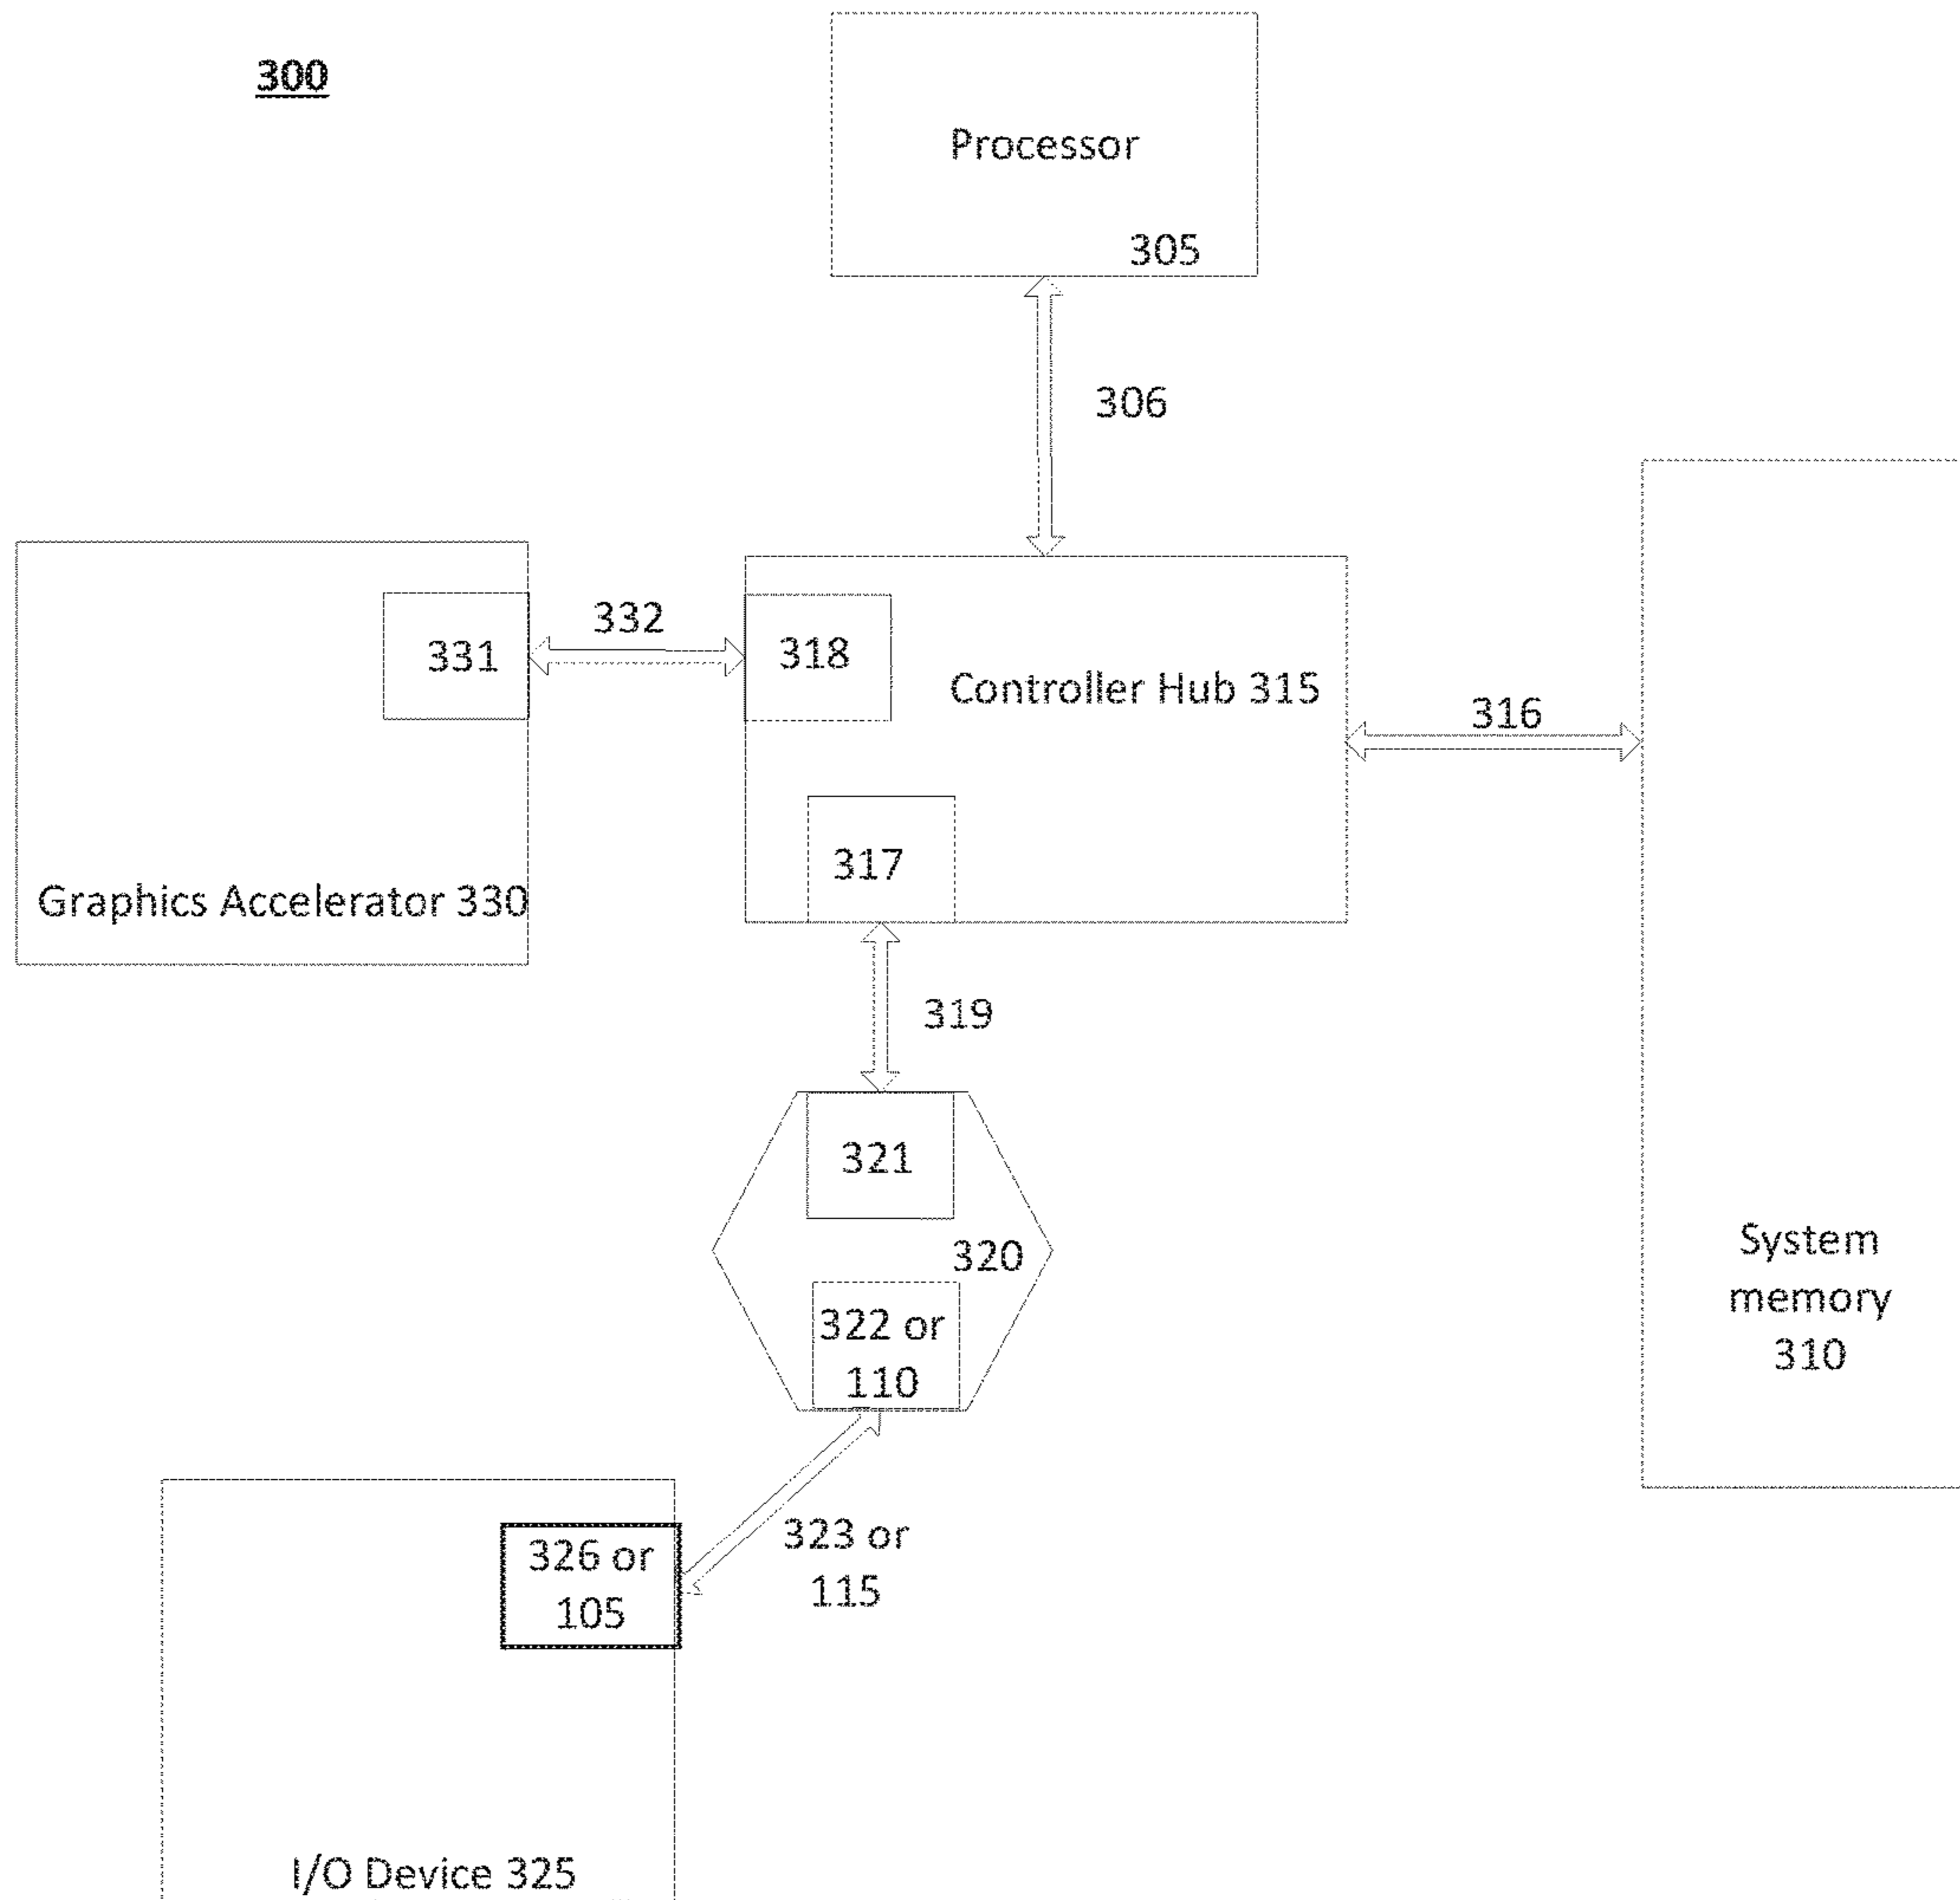 300
Processor
305
306
332
331
318
Controller Hub 315
316
317
Graphics Accelerator 330
319
321
320
System
memory
310
322 or
110
323 or
115
326 or
105
I/O Device 325